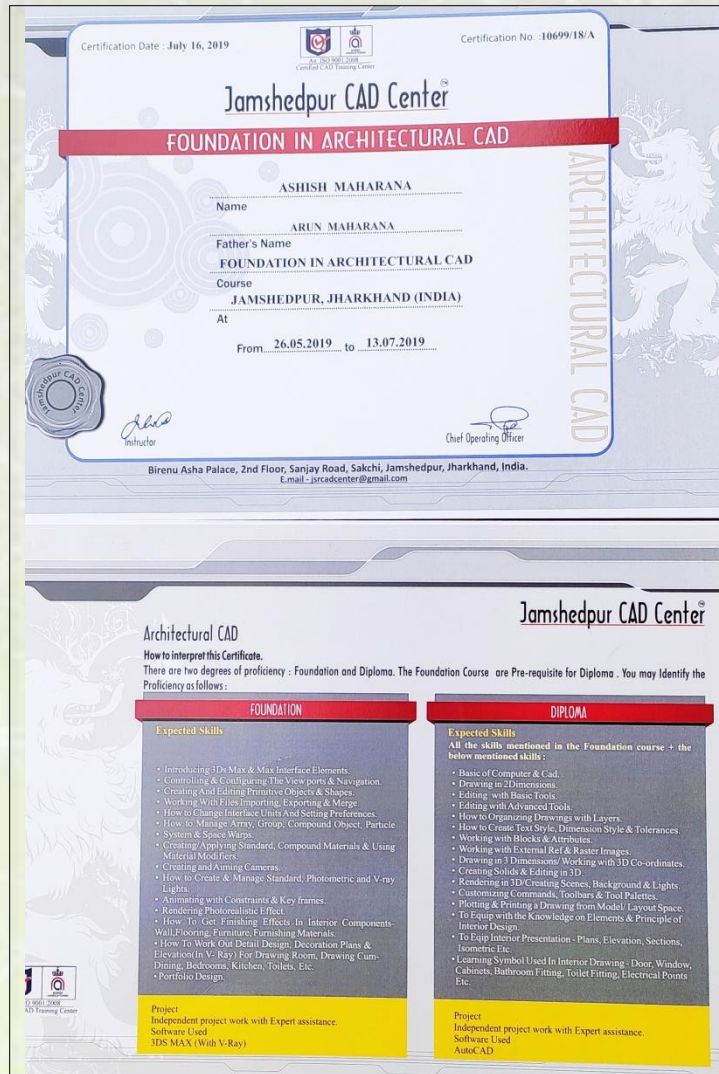 Certification Date : July 16, 2019
An. ISO 9001:2008
Certified CAD Training Center
Certification No. :10699/18/A
Jamshedpur CAD Center
FOUNDATION IN ARCHITECTURAL CAD
ARCHITECTURAL CAD
ASHISH MAHARANA
Name
ARUN MAHARANA
Father's Name
FOUNDATION IN ARCHITECTURAL CAD
Course
JAMSHEDPUR, JHARKHAND (INDIA)
At
From 26.05.2019 to 13.07.2019
Jamshedpur CAD Center
Instructor
Chief Operating Officer
Birenu Asha Palace, 2nd Floor, Sanjay Road, Sakchi, Jamshedpur, Jharkhand, India.
E.mail - jsrcadcenter@gmail.com
Jamshedpur CAD Center
Architectural CAD
How to interpret this Certificate.
There are two degrees of proficiency : Foundation and Diploma. The Foundation Course are Pre-requisite for Diploma . You may Identify the
Proficiency as follows :
FOUNDATION
Expected Skills
• Introducing 3Ds Max & Max Interface Elements.
• Controlling & Configuring The View ports & Navigation.
• Creating And Editing Primitive Objects & Shapes.
• Working With Files Importing, Exporting & Merge
• How to Change Interface Units And Setting Preferences.
• How to Manage Array, Group, Compound Object, Particle
System & Space Warps.
• Creating/Applying Standard, Compound Materials & Using
Material Modifiers.
• Creating and Aiming Cameras.
• How to Create & Manage Standard, Photometric and V-ray
Lights.
• Animating with Constraints & Key frames.
• Rendering Photorealistic Effect.
• How To Get Finishing Effects In Interior Components-
Wall,Flooring, Furniture, Furnishing Materials.
• How To Work Out Detail Design, Decoration Plans &
Elevation(In V- Ray) For Drawing Room, Drawing Cum-
Dining, Bedrooms, Kitchen, Toilets, Etc.
• Portfolio Design.
Project
Independent project work with Expert assistance.
Software Used
3DS MAX (With V-Ray)
DIPLOMA
Expected Skills
All the skills mentioned in the Foundation course + the
below mentioned skills :
• Basic of Computer & Cad.
• Drawing in 2Dimensions.
• Editing with Basic Tools.
• Editing with Advanced Tools.
• How to Organizing Drawings with Layers.
• How to Create Text Style, Dimension Style & Tolerances.
• Working with Blocks & Attributes.
• Working with External Ref & Raster Images.
• Drawing in 3 Dimensions/ Working with 3D Co-ordinates.
• Creating Solids & Editing in 3D.
• Rendering in 3D/Creating Scenes, Background & Lights.
• Customizing Commands, Toolbars & Tool Palettes.
• Plotting & Printing a Drawing from Model/ Layout Space.
• To Equip with the Knowledge on Elements & Principle of
Interior Design
• To Eqip Interior Presentation - Plans, Elevation, Sections,
Isometric Etc.
• Learning Symbol Used In Interior Drawing - Door, Window,
Cabinets, Bathroom Fitting, Toilet Fitting, Electrical Points
Etc.
Project
Independent project work with Expert assistance.
Software Used
AutoCAD
O 9001:2008
AD Training Center